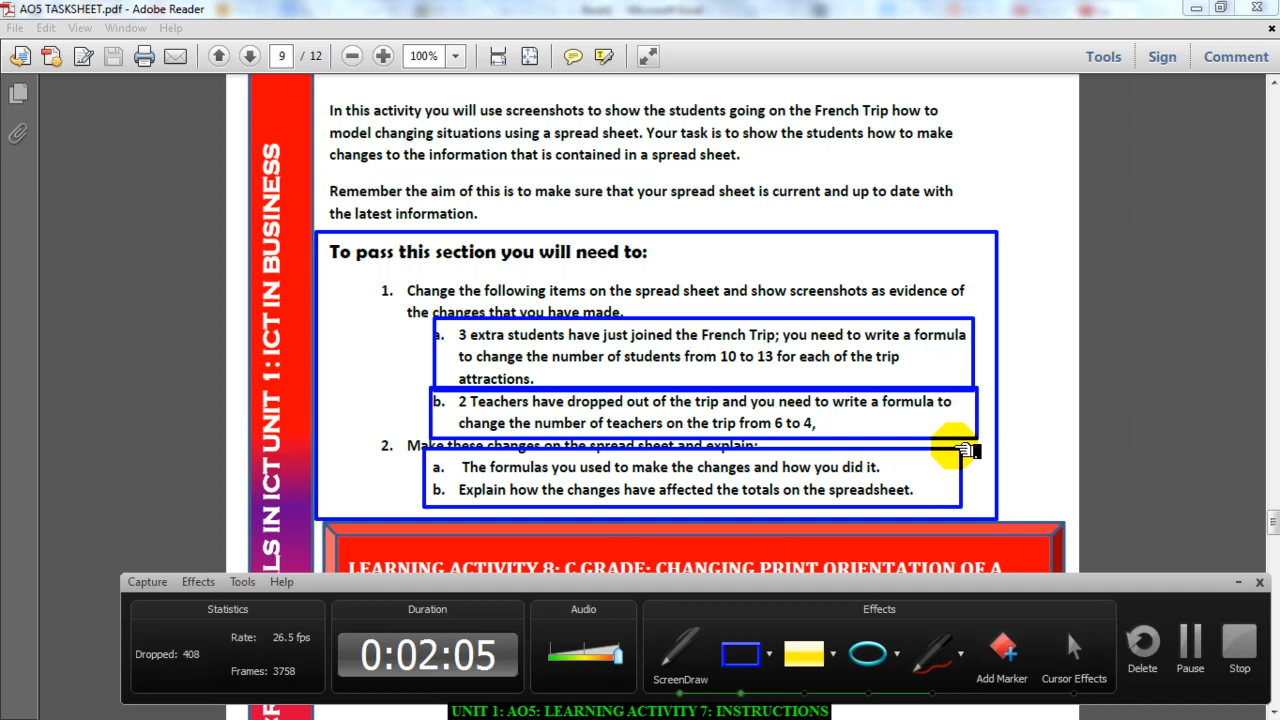 AO5 TASKSHEET.pdf - Adobe Reader
File Edit View Window Help
9 / 12 100% Tools Sign Comment
In this activity you will use screenshots to show the students going on the French Trip how to
model changing situations using a spread sheet. Your task is to show the students how to make
changes to the information that is contained in a spread sheet.
Remember the aim of this is to make sure that your spread sheet is current and up to date with
the latest information.
To pass this section you will need to:
1. Change the following items on the spread sheet and show screenshots as evidence of
the changes that you have made.
a. 3 extra students have just joined the French Trip; you need to write a formula
to change the number of students from 10 to 13 for each of the trip
attractions.
b. 2 Teachers have dropped out of the trip and you need to write a formula to
change the number of teachers on the trip from 6 to 4,
2. Make these changes on the spread sheet and explain:
a. The formulas you used to make the changes and how you did it.
b. Explain how the changes have affected the totals on the spreadsheet.
LS IN ICT UNIT 1: ICT IN BUSINESS
LEARNING ACTIVITY 8: C GRADE: CHANGING PRINT ORIENTATION OF A
Capture Effects Tools Help
Statistics Duration Audio Effects
Rate: 26.5 fps
Dropped: 408
Frames: 3758
0:02:05
ScreenDraw Add Marker Cursor Effects Delete Pause Stop
UNIT 1: AO5: LEARNING ACTIVITY 7: INSTRUCTIONS